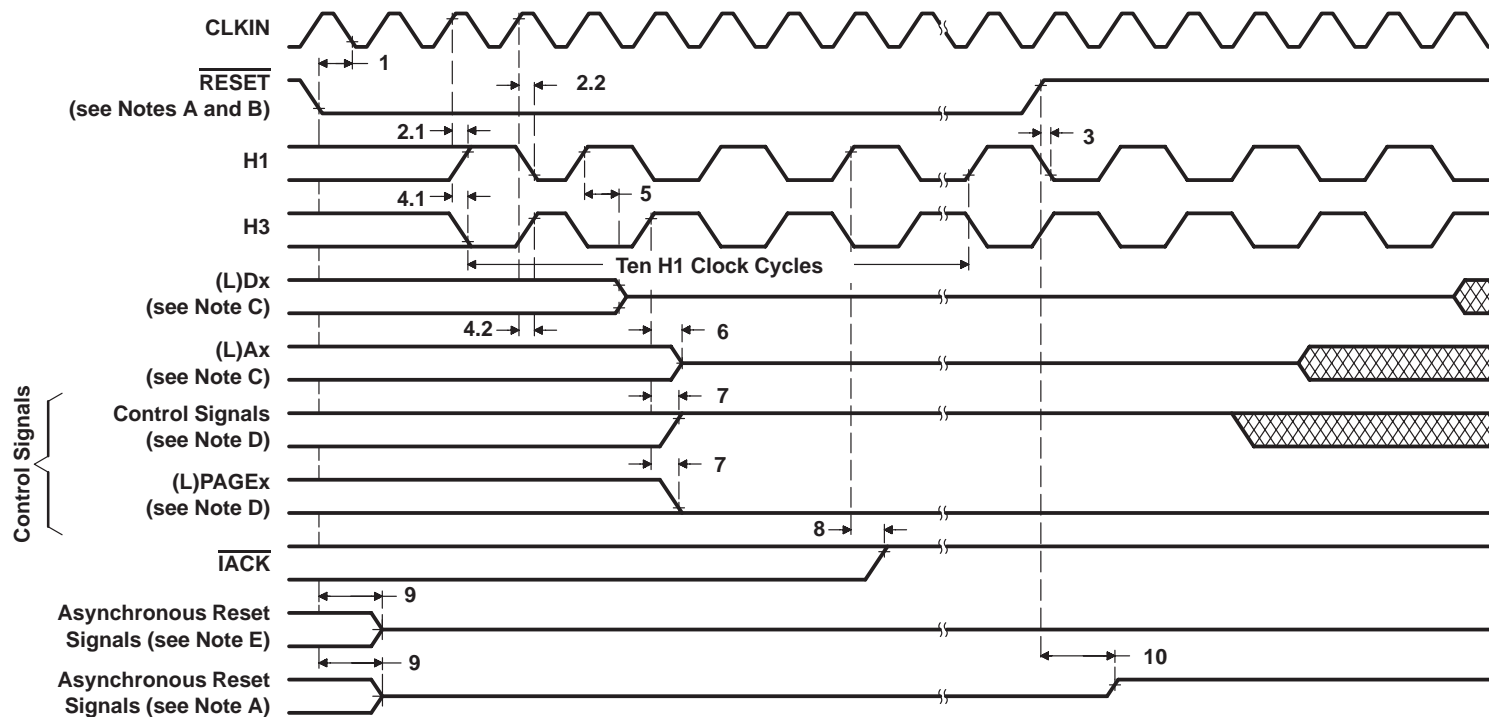 CLKIN
1
RESET
(see Notes A and B)
2.2
2.1
3
H1
4.1
5
H3
Ten H1 Clock Cycles
(L)Dx
(see Note C)
4.2
6
(L)Ax
(see Note C)
Control Signals
7
Control Signals
(see Note D)
7
(L)PAGEx
(see Note D)
8
IACK
9
Asynchronous Reset
Signals (see Note E)
9
10
Asynchronous Reset
Signals (see Note A)